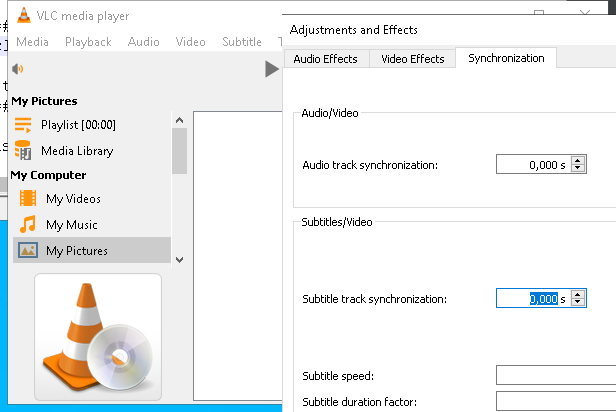 VLC media player
Media Playback Audio Video Subtitle
My Pictures
Playlist [00:00]
Media Library
My Computer
My Videos
My Music
My Pictures
Adjustments and Effects
Audio Effects Video Effects Synchronization
Audio/Video
Audio track synchronization: 0,000 s
Subtitles/Video
Subtitle track synchronization: 0,000 s
Subtitle speed:
Subtitle duration factor: